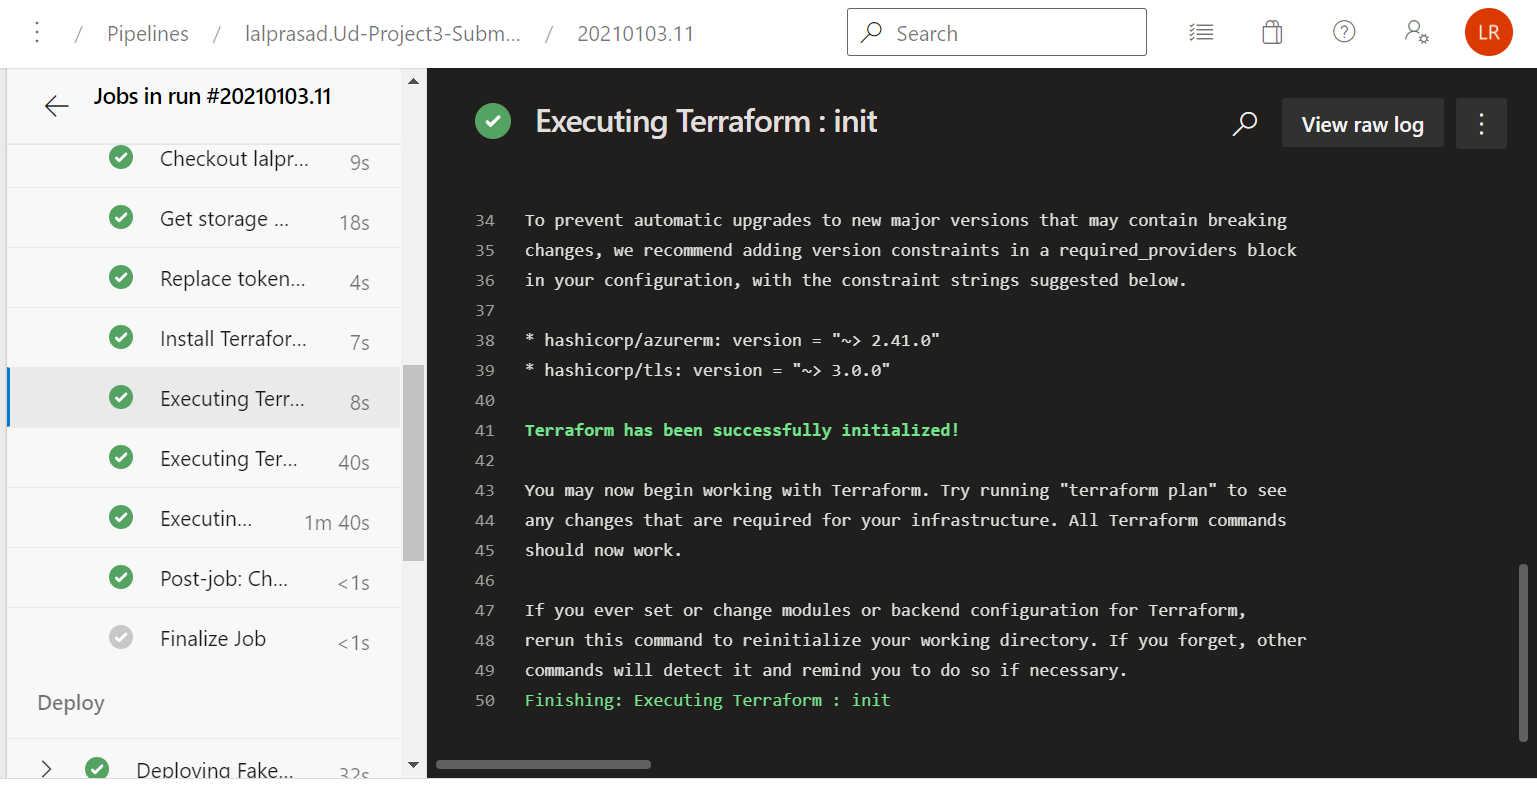 / Pipelines / lalprasad.Ud-Project3-Subm... / 20210103.11
Search
LR
Jobs in run #20210103.11
Checkout lalpr... 9s
Get storage ... 18s
Replace token... 4s
Install Terrafor... 7s
Executing Terr... 8s
Executing Ter... 40s
Executin... 1m 40s
Post-job: Ch... <1s
Finalize Job <1s
Deploy
Deploying Fake... 32s
Executing Terraform : init
View raw log
34 To prevent automatic upgrades to new major versions that may contain breaking
35 changes, we recommend adding version constraints in a required_providers block
36 in your configuration, with the constraint strings suggested below.
37
38 * hashicorp/azurerm: version = "~> 2.41.0"
39 * hashicorp/tls: version = "~> 3.0.0"
40
41 Terraform has been successfully initialized!
42
43 You may now begin working with Terraform. Try running "terraform plan" to see
44 any changes that are required for your infrastructure. All Terraform commands
45 should now work.
46
47 If you ever set or change modules or backend configuration for Terraform,
48 rerun this command to reinitialize your working directory. If you forget, other
49 commands will detect it and remind you to do so if necessary.
50 Finishing: Executing Terraform : init